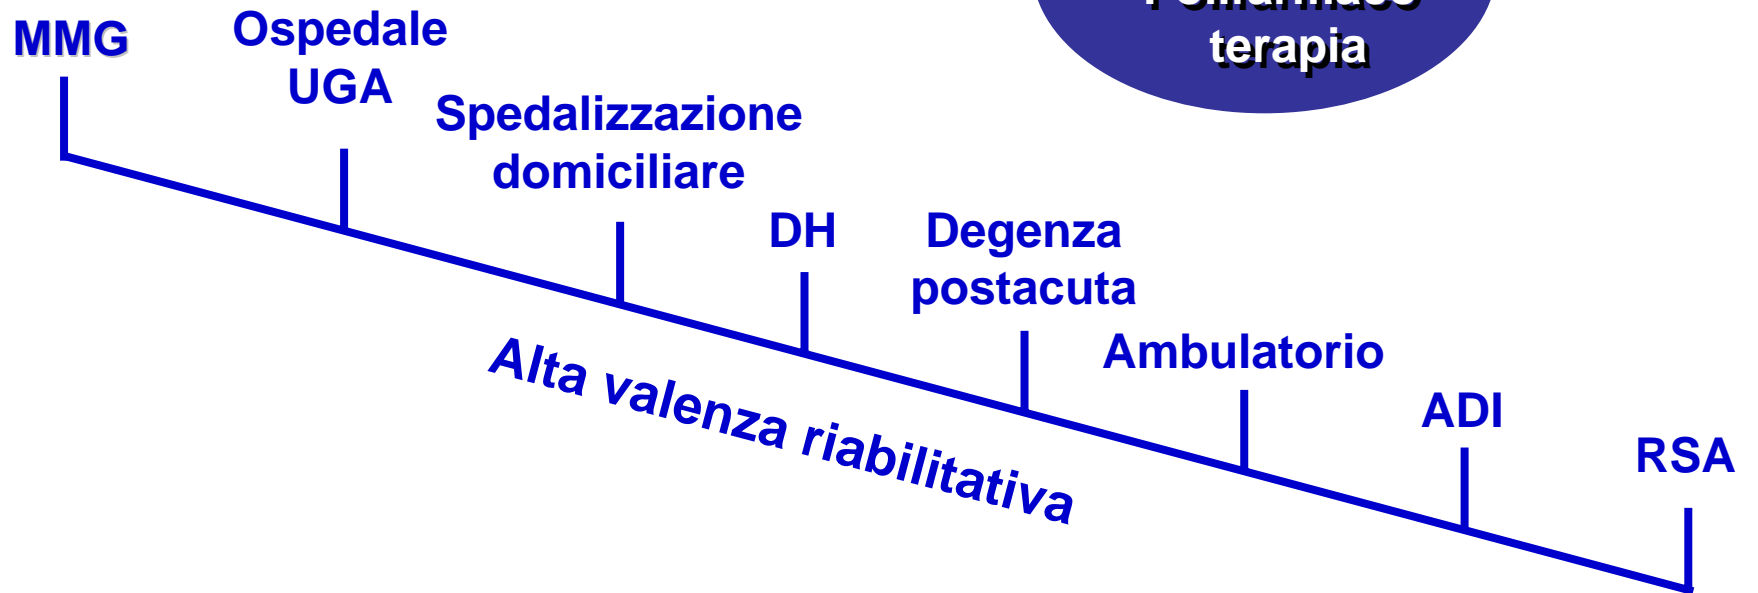 terapia
MMG
Ospedale
UGA
Spedalizzazione
domiciliare
DH
Degenza
postacuta
Ambulatorio
ADI
RSA
Alta valenza riabilitativa